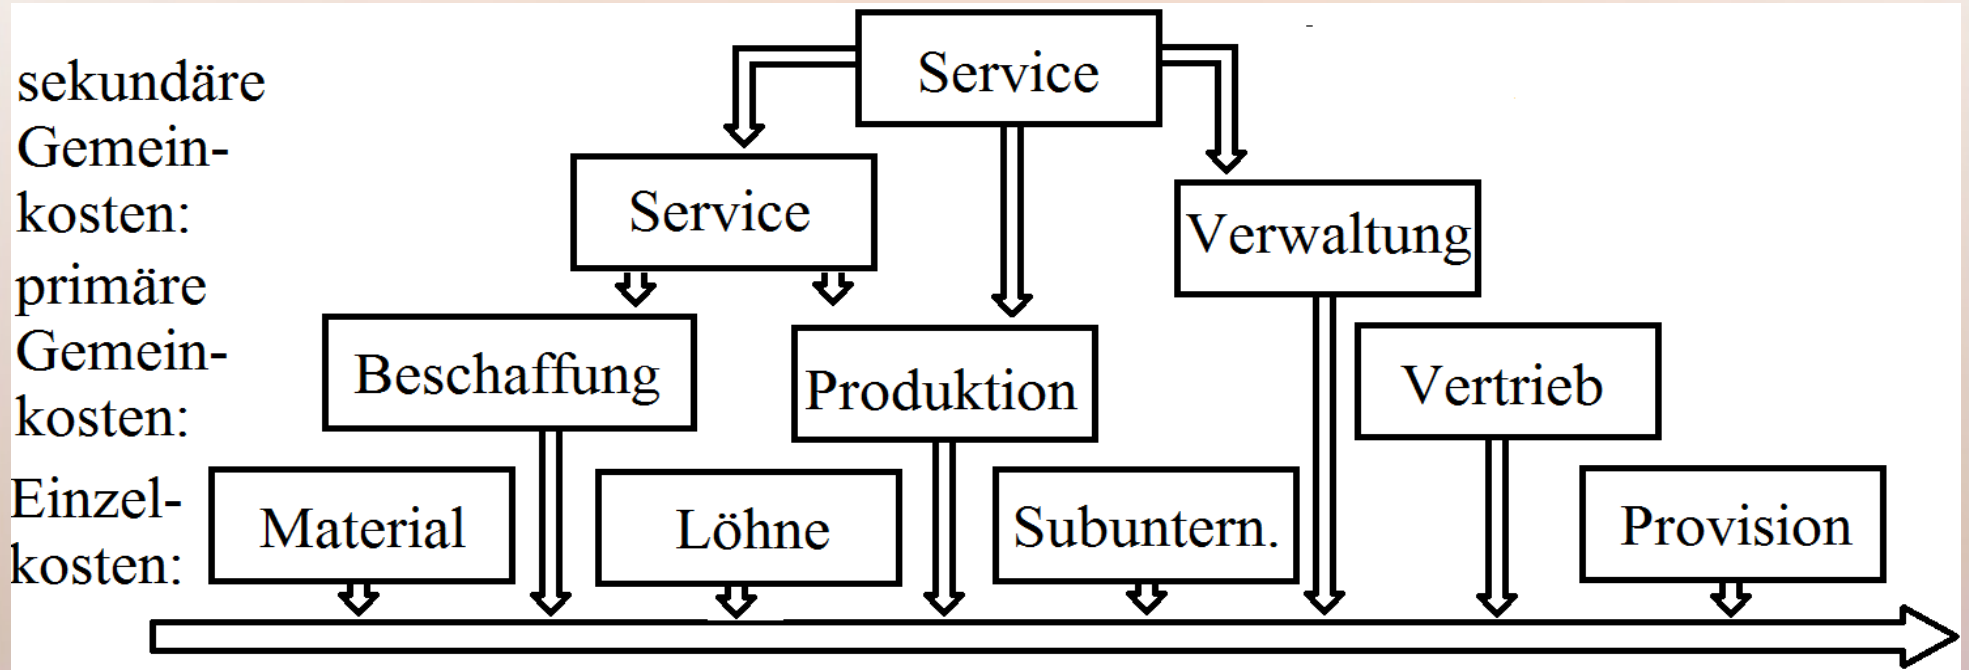 sekundäre
Gemein-
kosten:
primäre
Gemein-
kosten:
Einzel-
kosten:
Service
Service
Verwaltung
Beschaffung
Produktion
Vertrieb
Material
Löhne
Subuntern.
Provision